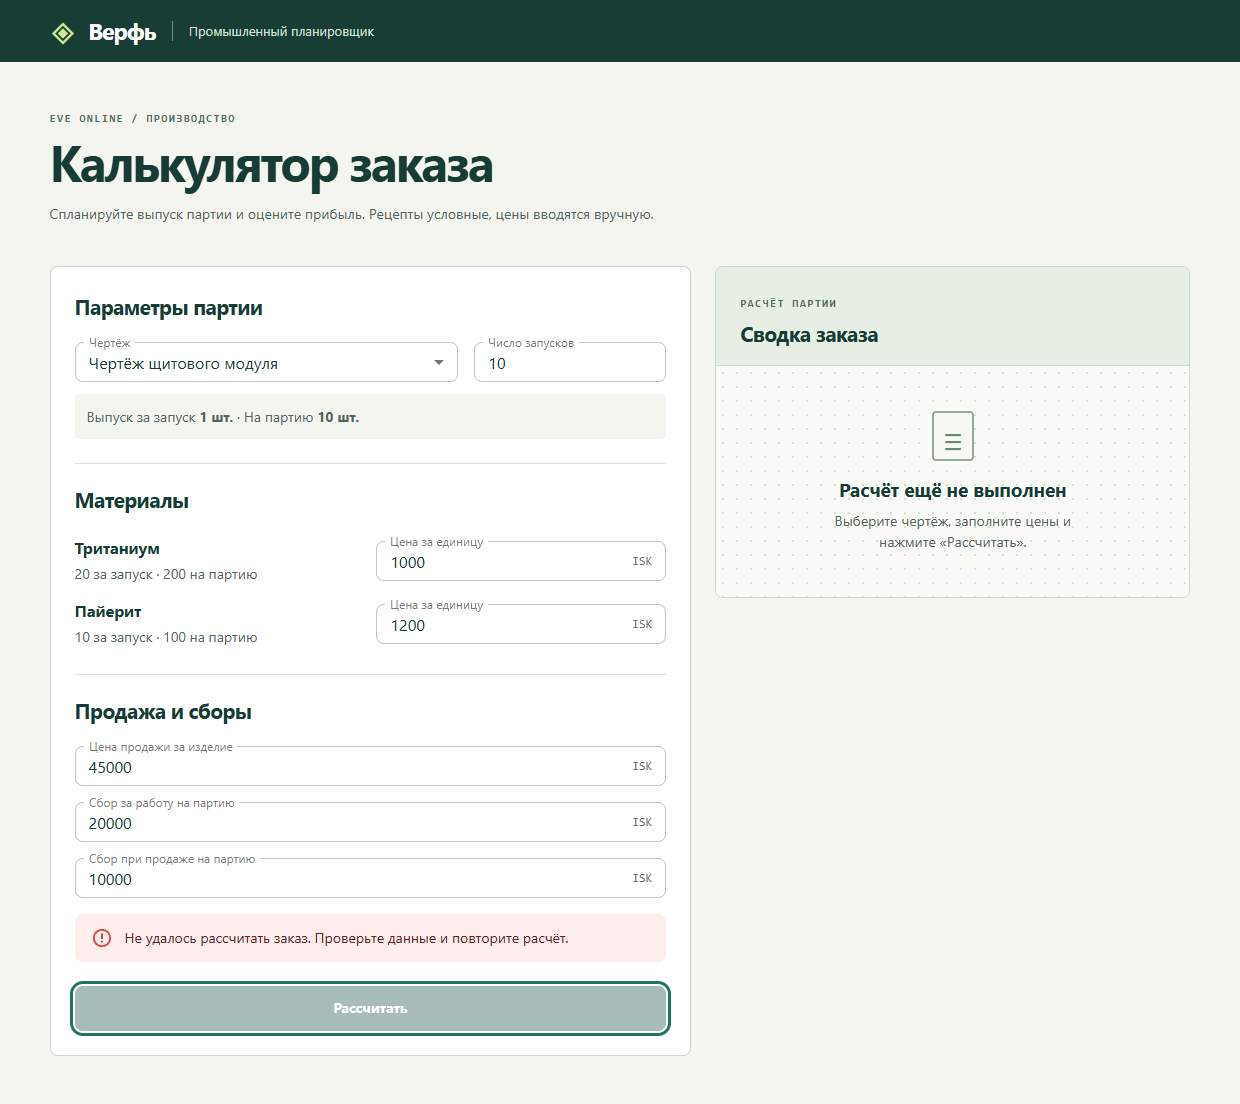 Верфь
Промышленный планировщик
EVE ONLINE / ПРОИЗВОДСТВО
Калькулятор заказа
Спланируйте выпуск партии и оцените прибыль. Рецепты условные, цены вводятся вручную.
Параметры партии
Чертёж
Чертёж щитового модуля
Число запусков
10
Выпуск за запуск 1 шт. · На партию 10 шт.
Материалы
Тританиум
20 за запуск · 200 на партию
Цена за единицу
1000 ISK
Пайерит
10 за запуск · 100 на партию
Цена за единицу
1200 ISK
Продажа и сборы
Цена продажи за изделие
45000 ISK
Сбор за работу на партию
20000 ISK
Сбор при продаже на партию
10000 ISK
Не удалось рассчитать заказ. Проверьте данные и повторите расчёт.
Рассчитать
РАСЧЁТ ПАРТИИ
Сводка заказа
Расчёт ещё не выполнен
Выберите чертёж, заполните цены и
нажмите «Рассчитать».